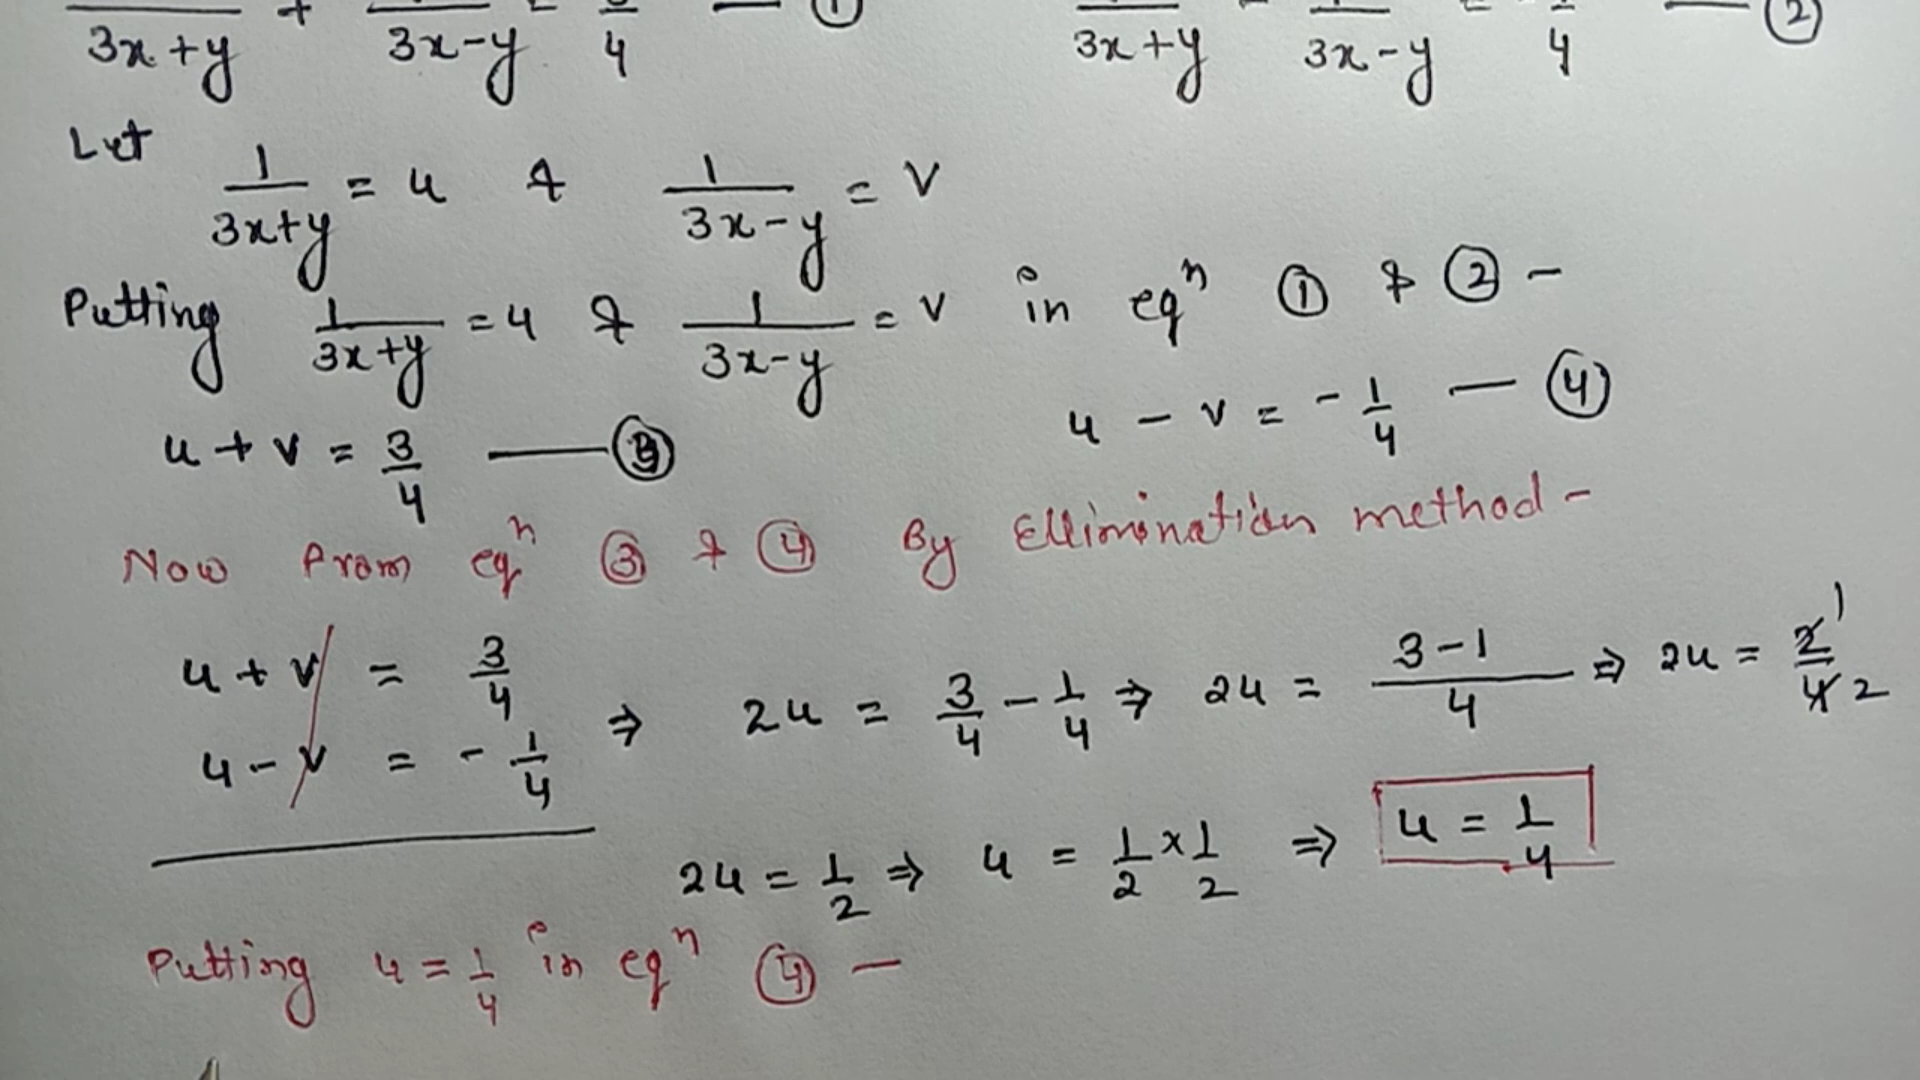 3x+y + 3x-y = 4 — ① 3x+y - 3x-y = 4 — ②
Let 1/3x+y = u & 1/3x-y = v
Putting 1/3x+y = u & 1/3x-y = v in eqⁿ ① & ② -
u + v = 3/4 — ③ u - v = -1/4 — ④
Now From eqⁿ ③ & ④ By Ellimination method -
u + v = 3/4
u - v = -1/4 ⇒ 2u = 3/4 - 1/4 ⇒ 2u = 3-1/4 ⇒ 2u = 2/4 1 2
2u = 1/2 ⇒ u = 1/2 x 1/2 ⇒ u = 1/4
Putting u = 1/4 in eqⁿ ④ —